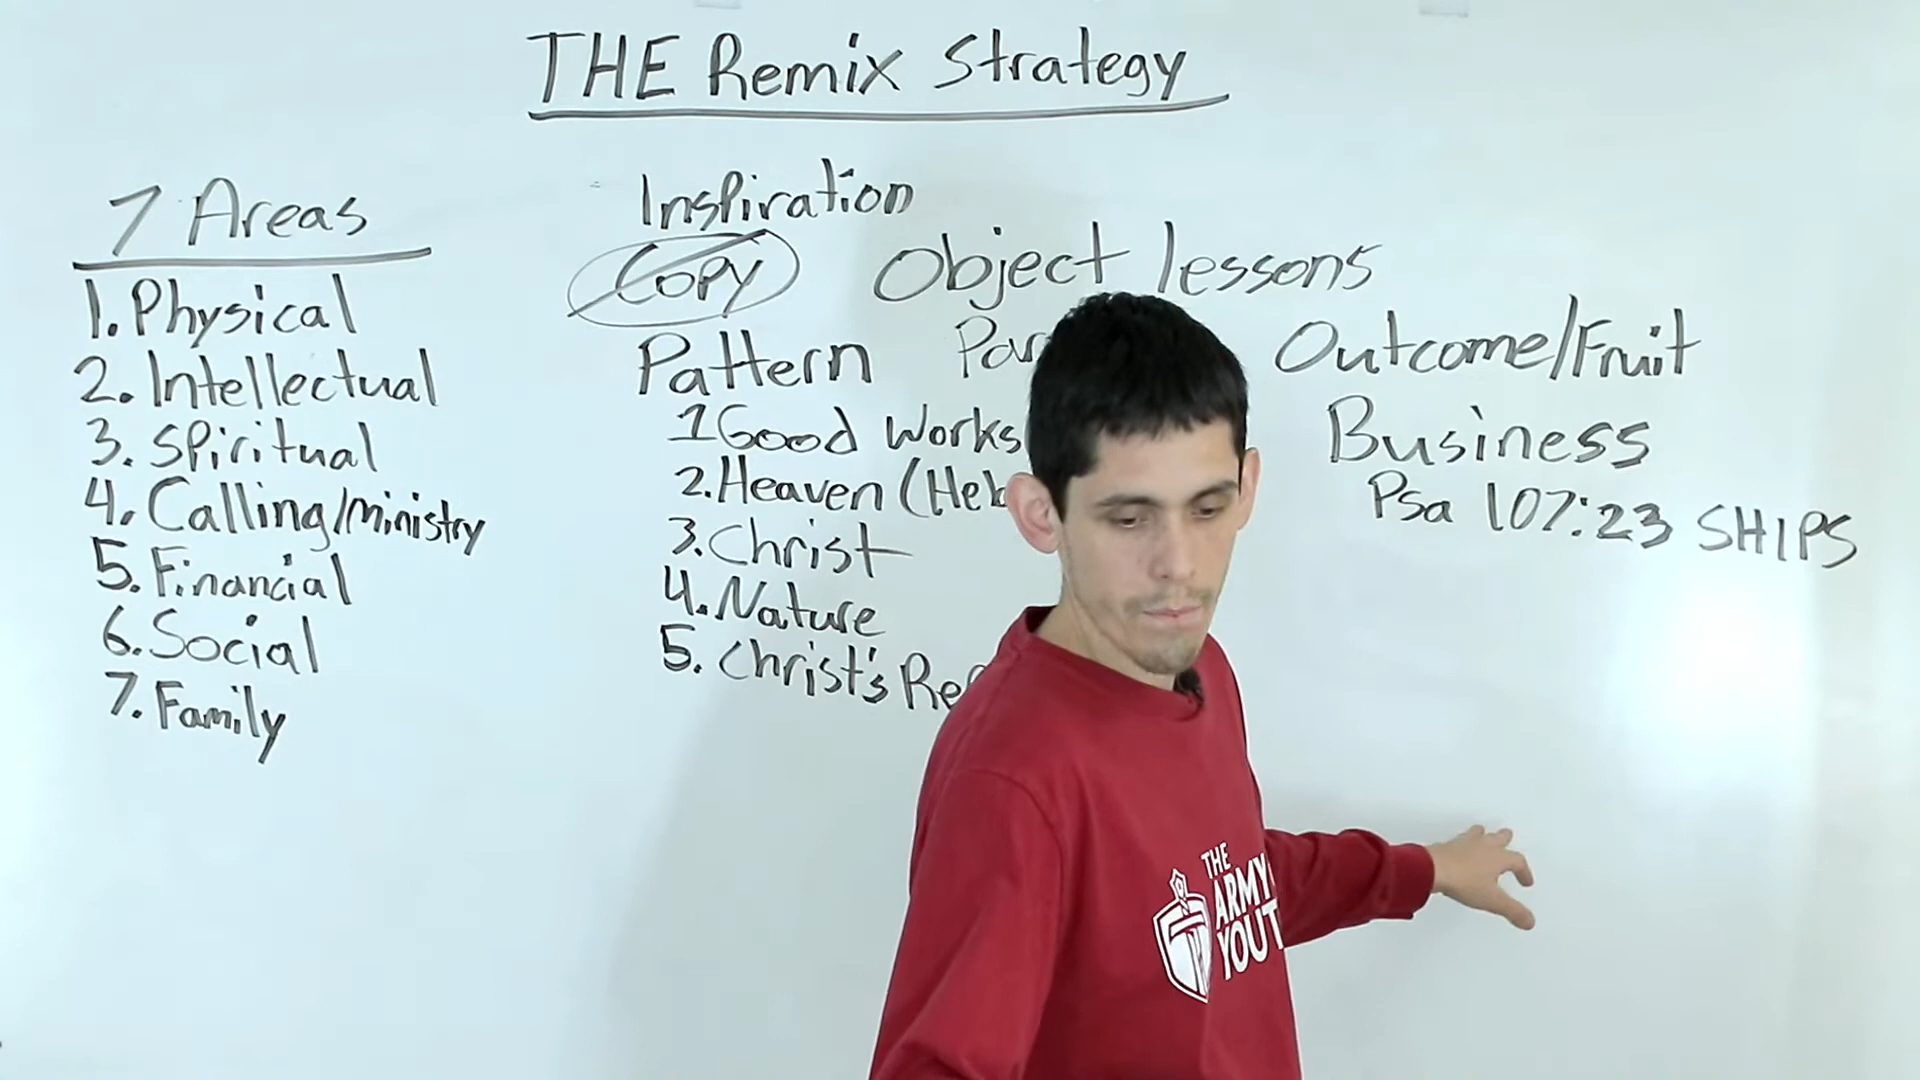 THE Remix Strategy
7 Areas
1. Physical
2. Intellectual
3. Spiritual
4. Calling/Ministry
5. Financial
6. Social
7. Family
Inspiration
Copy Object lessons
Pattern
1 Good Works
2. Heaven
3. Christ
4. Nature
5. Christ's
Outcome/Fruit
Business
Psa 107:23 SHIPS
THE
ARMY